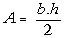 A = b.h / 2